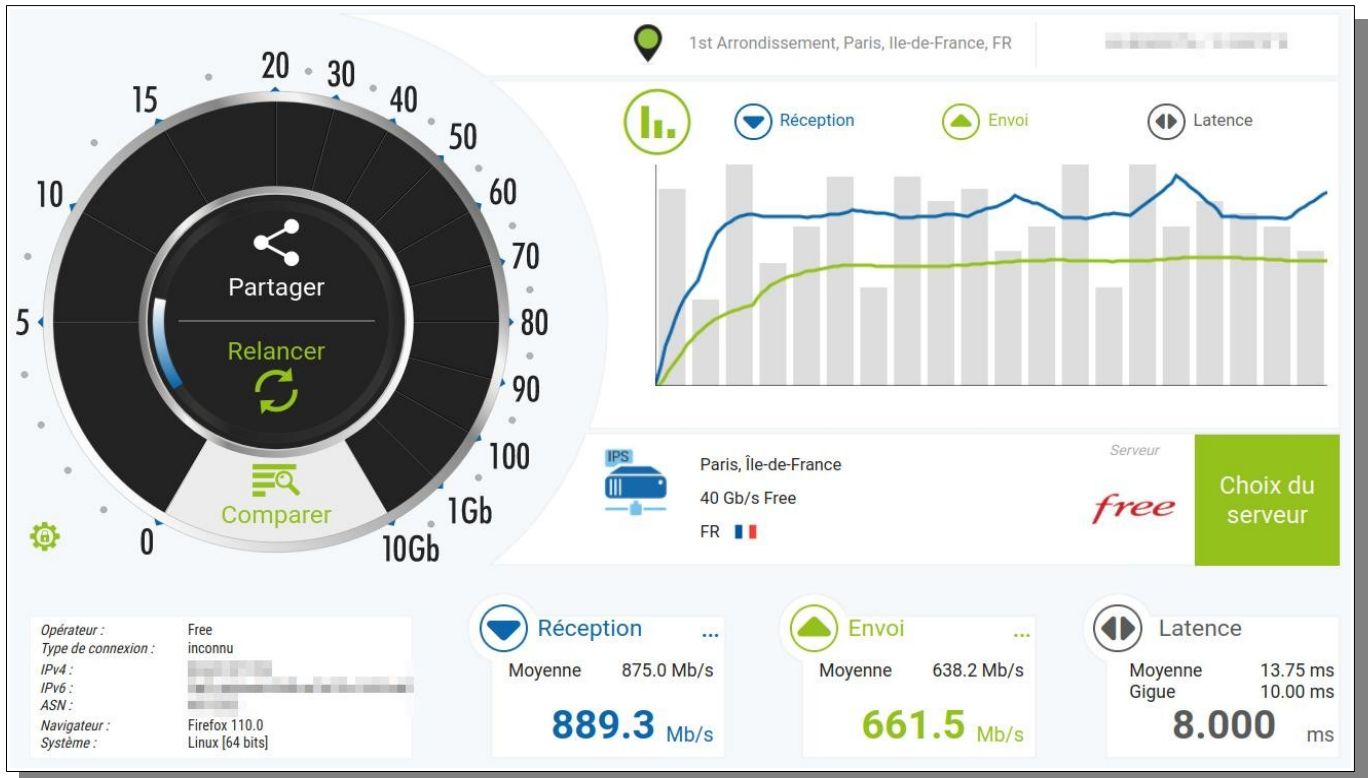 1st Arrondissement, Paris, Ile-de-France, FR
Réception
Envoi
Latence
20
30
15
40
50
10
60
70
5
80
90
100
1Gb
0
10Gb
Partager
Relancer
Comparer
IPS
Paris, Île-de-France
40 Gb/s Free
FR
Serveur
free
Choix du
serveur
Opérateur : Free
Type de connexion : inconnu
IPv4 :
IPv6 :
ASN :
Navigateur : Firefox 110.0
Système : Linux [64 bits]
Réception ...
Moyenne 875.0 Mb/s
889.3 Mb/s
Envoi ...
Moyenne 638.2 Mb/s
661.5 Mb/s
Latence
Moyenne 13.75 ms
Gigue 10.00 ms
8.000 ms